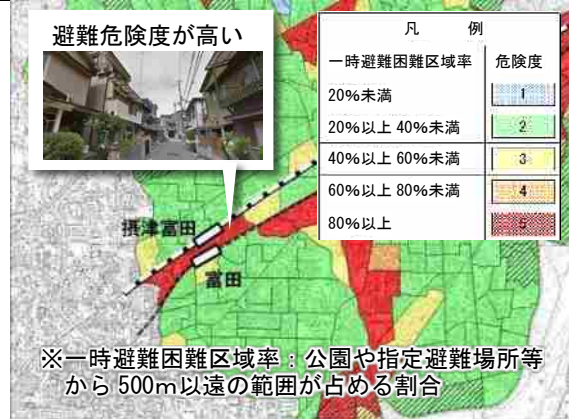 避難危険度が高い
凡　例
一時避難困難区域率 危険度
20%未満 1
20%以上 40%未満 2
40%以上 60%未満 3
60%以上 80%未満 4
80%以上 5
摂津富田
富田
※一時避難困難区域率：公園や指定避難場所等
から 500m以遠の範囲が占める割合